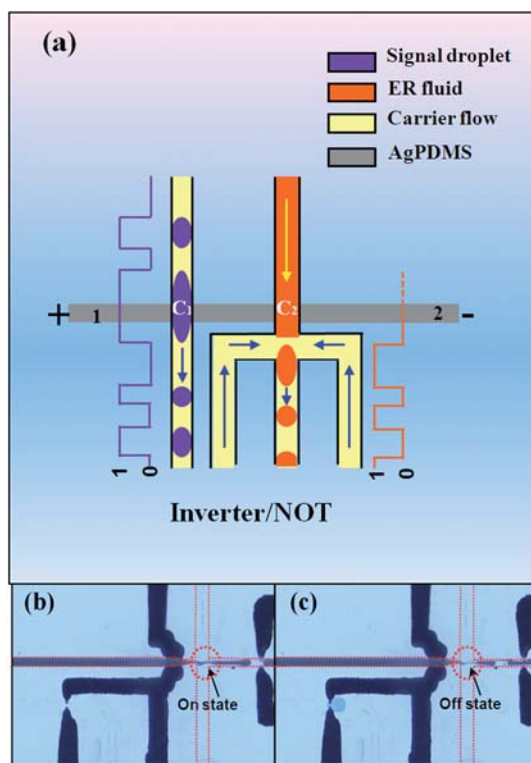 (a)
Signal droplet
ER fluid
Carrier flow
AgPDMS
+ 1 C1 C2 2 -
1 0
1 0
Inverter/NOT
(b)
On state
(c)
Off state